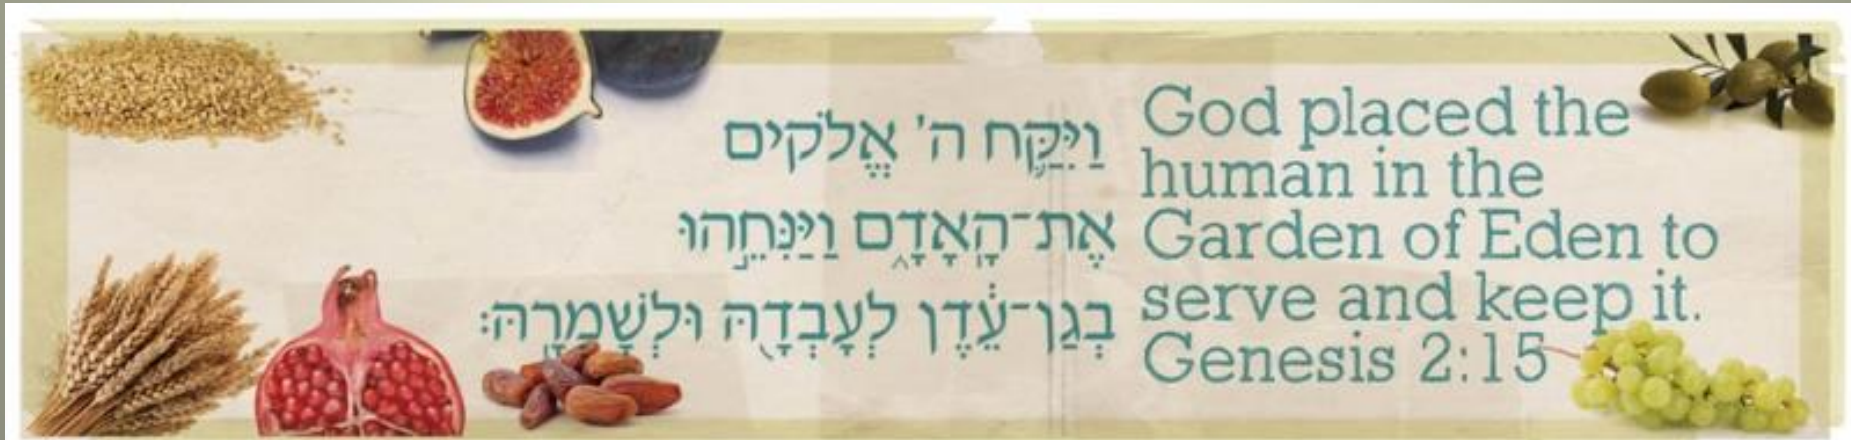 וַיִּקַּ֛ח ה' אֱלֹקִים
אֶת־הָֽאָדָ֑ם וַיַּנִּחֵ֣הוּ
בְגַן־עֵ֔דֶן לְעָבְדָ֖הּ וּלְשָׁמְרָֽהּ׃
God placed the
human in the
Garden of Eden to
serve and keep it.
Genesis 2:15